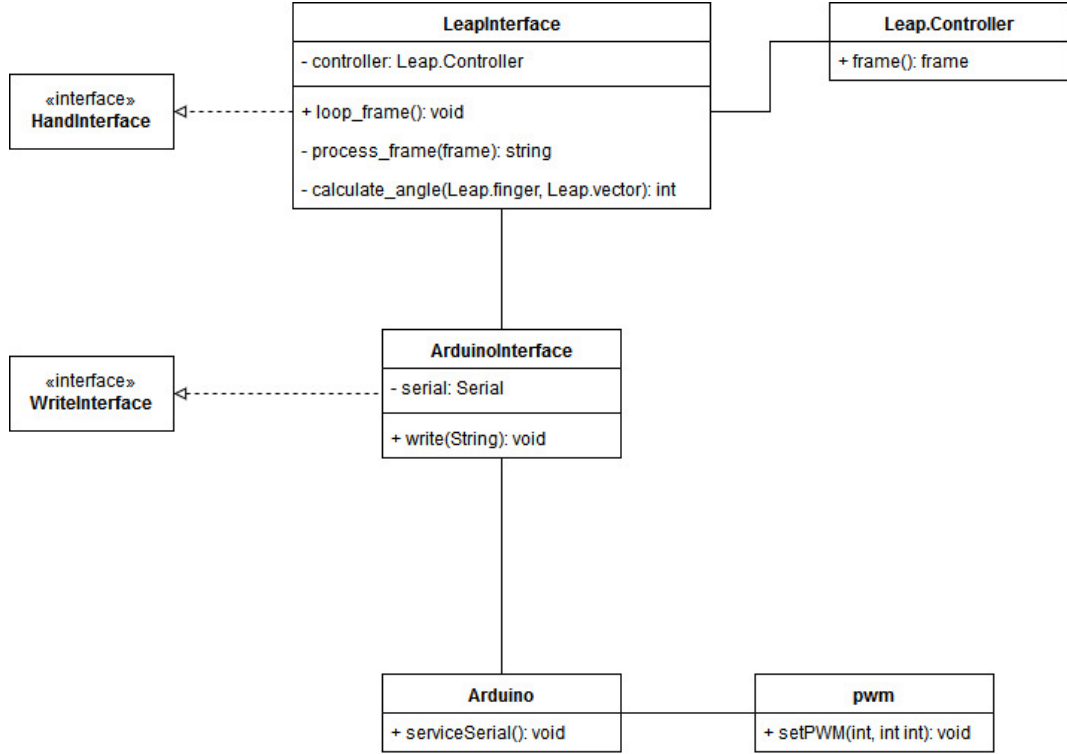 LeapInterface
- controller: Leap.Controller
+ loop_frame(): void
- process_frame(frame): string
- calculate_angle(Leap.finger, Leap.vector): int
Leap.Controller
+ frame(): frame
«interface»
HandInterface
ArduinoInterface
- serial: Serial
+ write(String): void
«interface»
WriteInterface
Arduino
+ serviceSerial(): void
pwm
+ setPWM(int, int int): void